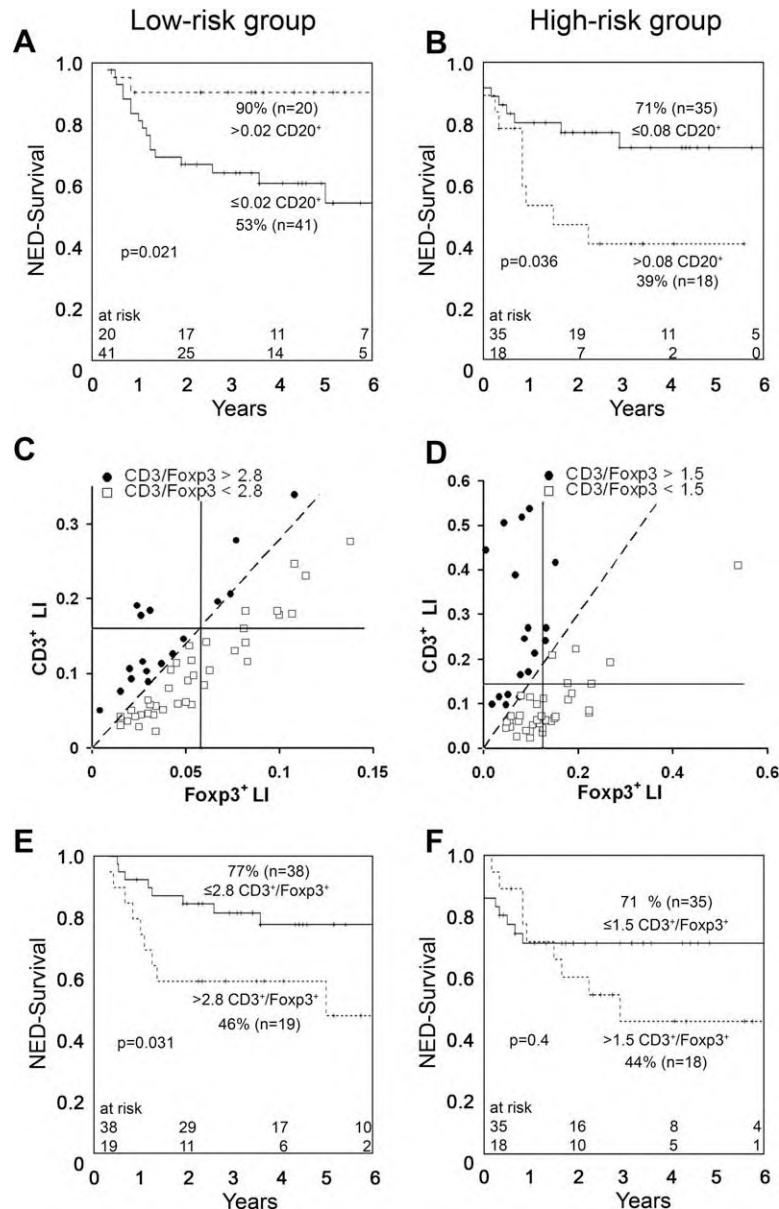 Low-risk group
High-risk group
A
1.0
0.8
0.6
0.4
0.2
0
NED-Survival
90% (n=20)
>0.02 CD20⁺
≤0.02 CD20⁺
53% (n=41)
p=0.021
at risk
20 17 11 7
41 25 14 5
0 1 2 3 4 5 6
Years
B
1.0
0.8
0.6
0.4
0.2
0
NED-Survival
71% (n=35)
≤0.08 CD20⁺
p=0.036
>0.08 CD20⁺
39% (n=18)
at risk
35 19 11 5
18 7 2 0
0 1 2 3 4 5 6
Years
C
CD3/Foxp3 > 2.8
CD3/Foxp3 < 2.8
0.3
0.2
0.1
0
CD3⁺ LI
0 0.05 0.10 0.15
Foxp3⁺ LI
D
CD3/Foxp3 > 1.5
CD3/Foxp3 < 1.5
0.6
0.5
0.4
0.3
0.2
0.1
0.0
CD3⁺ LI
0.0 0.2 0.4 0.6
Foxp3⁺ LI
E
1.0
0.8
0.6
0.4
0.2
0
NED-Survival
77% (n=38)
≤2.8 CD3⁺/Foxp3⁺
>2.8 CD3⁺/Foxp3⁺
46% (n=19)
p=0.031
at risk
38 29 17 10
19 11 6 2
0 1 2 3 4 5 6
Years
F
1.0
0.8
0.6
0.4
0.2
0
NED-Survival
71 % (n=35)
≤1.5 CD3⁺/Foxp3⁺
p=0.4
>1.5 CD3⁺/Foxp3⁺
44% (n=18)
at risk
35 16 8 4
18 10 5 1
0 1 2 3 4 5 6
Years